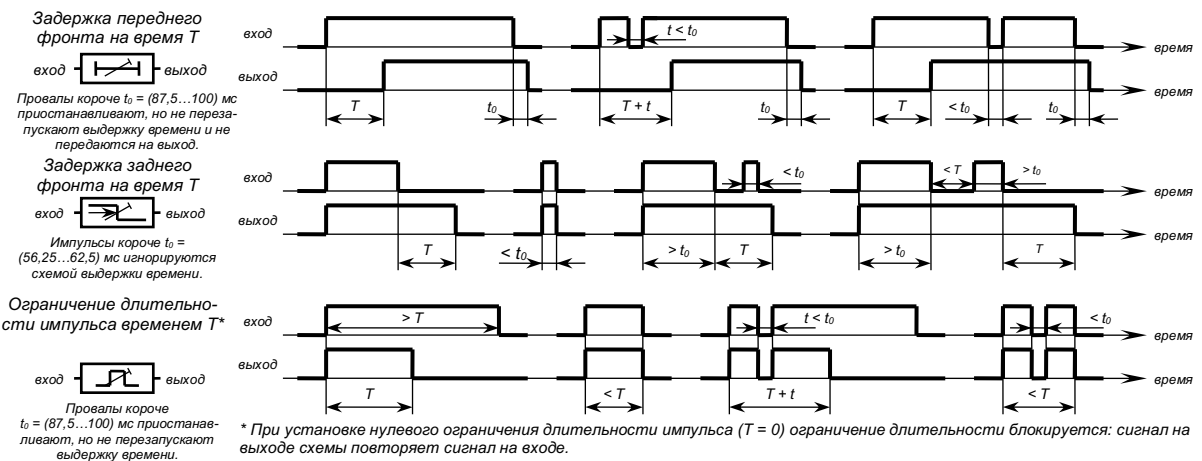 Задержка переднего
фронта на время T
вход
выход
Провалы короче t₀ = (87,5…100) мс
приостанавливают, но не переза-
пускают выдержку времени и не
передаются на выход.
вход
t < t₀
время
выход
время
T
t₀
T + t
t₀
T
< t₀
t₀
Задержка заднего
фронта на время T
вход
выход
Импульсы короче t₀ =
(56,25…62,5) мс игнорируются
схемой выдержки времени.
вход
< t₀
< T
> t₀
время
выход
время
T
< t₀
> t₀
T
> t₀
T
Ограничение длительно-
сти импульса временем T*
вход
выход
Провалы короче
t₀ = (87,5…100) мс приостанав-
ливают, но не перезапускают
выдержку времени.
вход
> T
t < t₀
< t₀
время
выход
время
T
< T
T + t
< T
* При установке нулевого ограничения длительности импульса (T = 0) ограничение длительности блокируется: сигнал на
выходе схемы повторяет сигнал на входе.